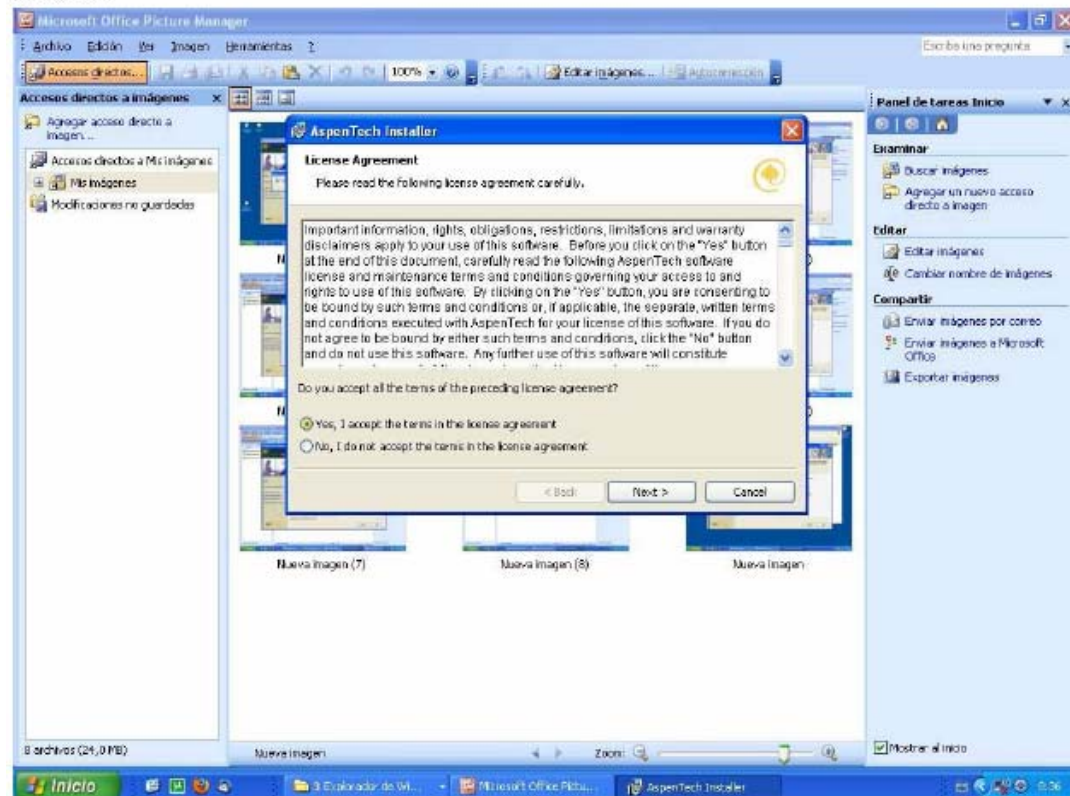 Microsoft Office Picture Manager
Archivo Edición Ver Imagen Herramientas ?
Escriba una pregunta
Accesos directos...
100%
Editar imágenes...
Autocorrección
Accesos directos a imágenes
Agregar acceso directo a
imagen...
Accesos directos a Mis imágenes
Mis imágenes
Modificaciones no guardadas
AspenTech Installer
License Agreement
Please read the following license agreement carefully.
Important information, rights, obligations, restrictions, limitations and warranty
disclaimers apply to your use of this software. Before you click on the "Yes" button
at the end of this document, carefully read the following AspenTech software
license and maintenance terms and conditions governing your access to and
rights to use of this software. By clicking on the "Yes" button, you are consenting to
be bound by such terms and conditions or, if applicable, the separate, written terms
and conditions executed with AspenTech for your license of this software. If you do
not agree to be bound by either such terms and conditions, click the "No" button
and do not use this software. Any further use of this software will constitute
Do you accept all the terms of the preceding license agreement?
Yes, I accept the terms in the license agreement
No, I do not accept the terms in the license agreement
< Back
Next >
Cancel
Nueva imagen (7)
Nueva imagen (8)
Nueva imagen
Panel de tareas Inicio
Examinar
Buscar imágenes
Agregar un nuevo acceso
directo a imagen
Editar
Editar imágenes
Cambiar nombre de imágenes
Compartir
Enviar imágenes por correo
Enviar imágenes a Microsoft
Office
Exportar imágenes
8 archivos (24,0 MB)
Nueva imagen
Zoom:
Mostrar al inicio
Inicio
3 Explorador de Wi...
Microsoft Office Pictu...
AspenTech Installer
9:36